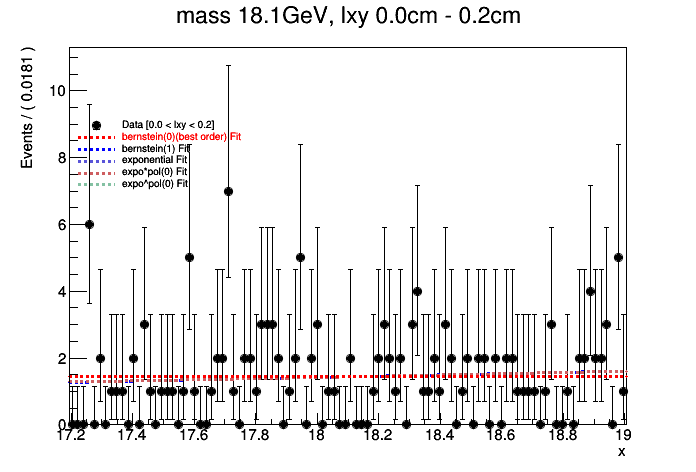 mass 18.1GeV, lxy 0.0cm - 0.2cm
Events / ( 0.0181 )
10
8
6
4
2
0
Data [0.0 < lxy < 0.2]
bernstein(0)(best order) Fit
bernstein(1) Fit
exponential Fit
expo*pol(0) Fit
expo^pol(0) Fit
17.2 17.4 17.6 17.8 18 18.2 18.4 18.6 18.8 19
x